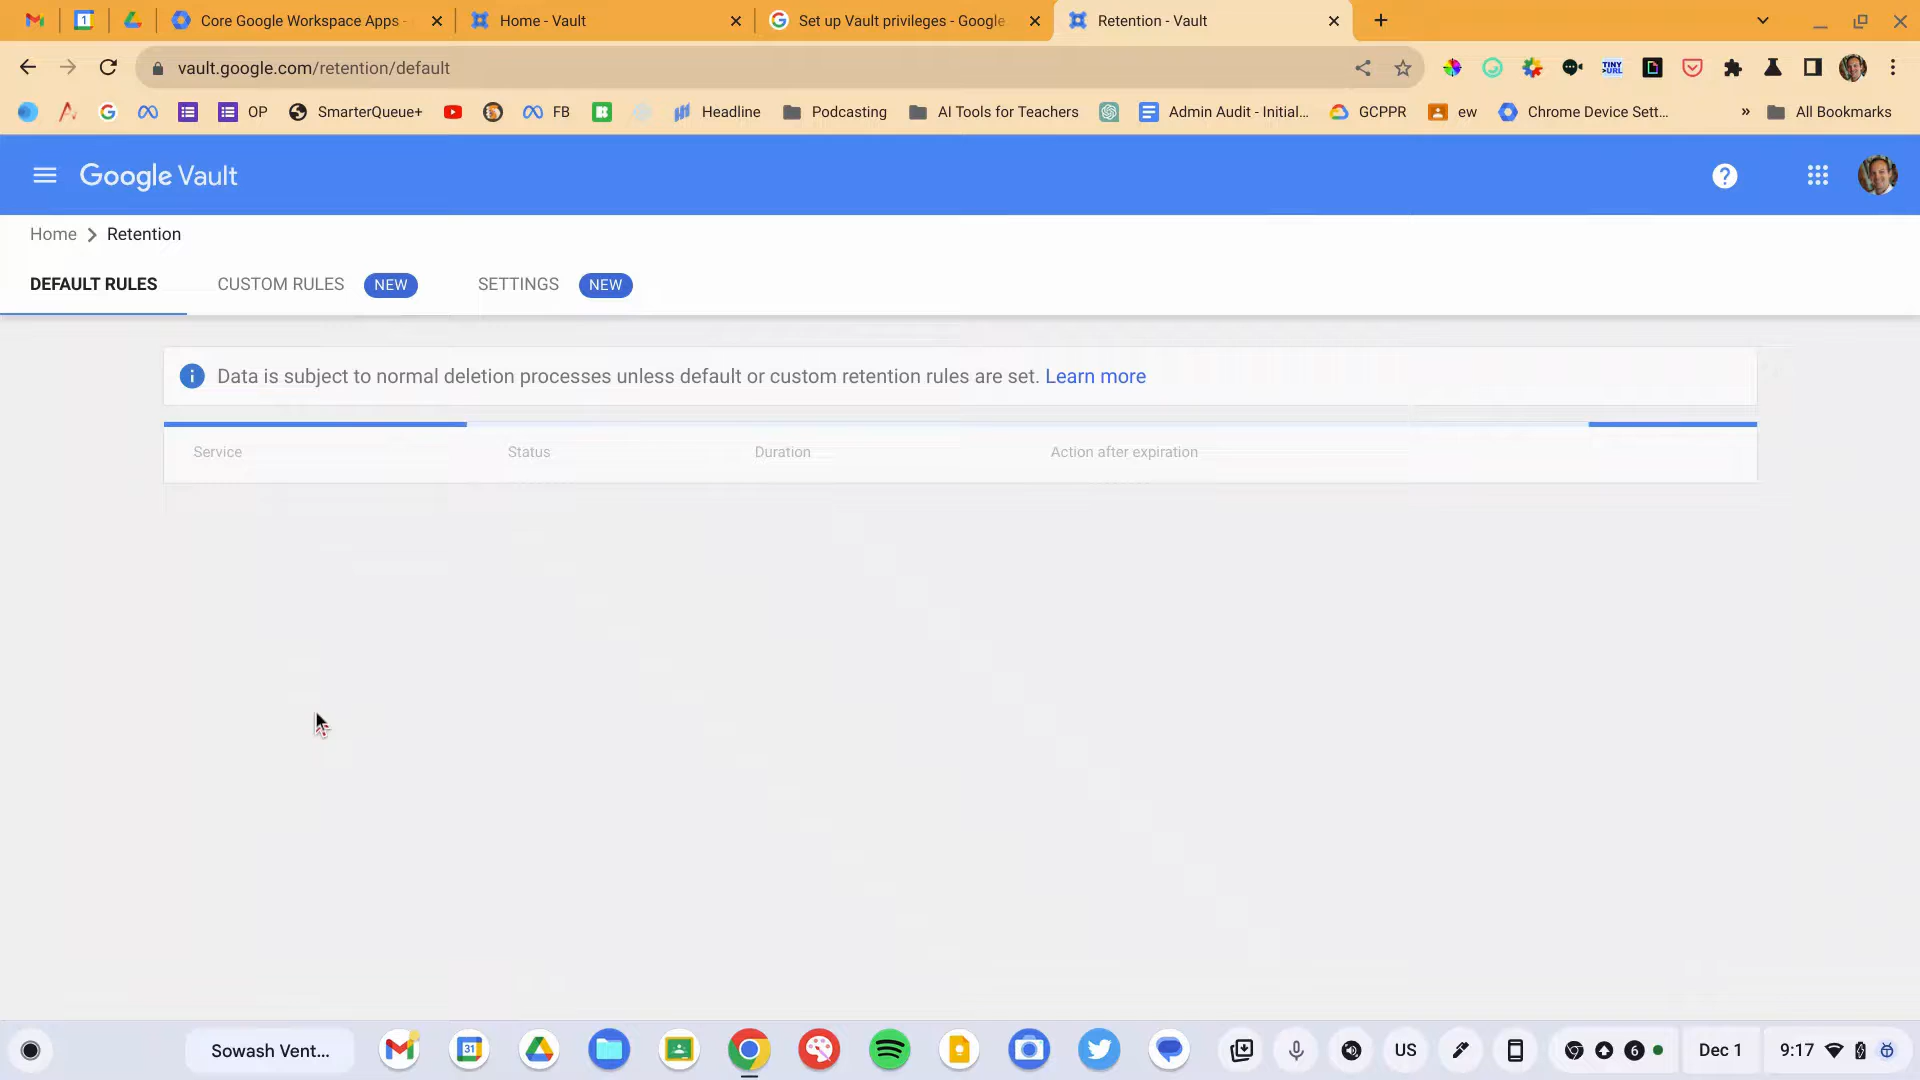 Core Google Workspace Apps -
Home - Vault
Set up Vault privileges - Google
Retention - Vault
vault.google.com/retention/default
TINY
URL
OP
SmarterQueue+
FB
Headline
Podcasting
AI Tools for Teachers
Admin Audit - Initial...
GCPPR
ew
Chrome Device Sett...
»
All Bookmarks
Google Vault
Home > Retention
DEFAULT RULES
CUSTOM RULES NEW
SETTINGS NEW
Data is subject to normal deletion processes unless default or custom retention rules are set. Learn more
Service
Status
Duration
Action after expiration
Sowash Vent...
31
US
6
Dec 1
9:17